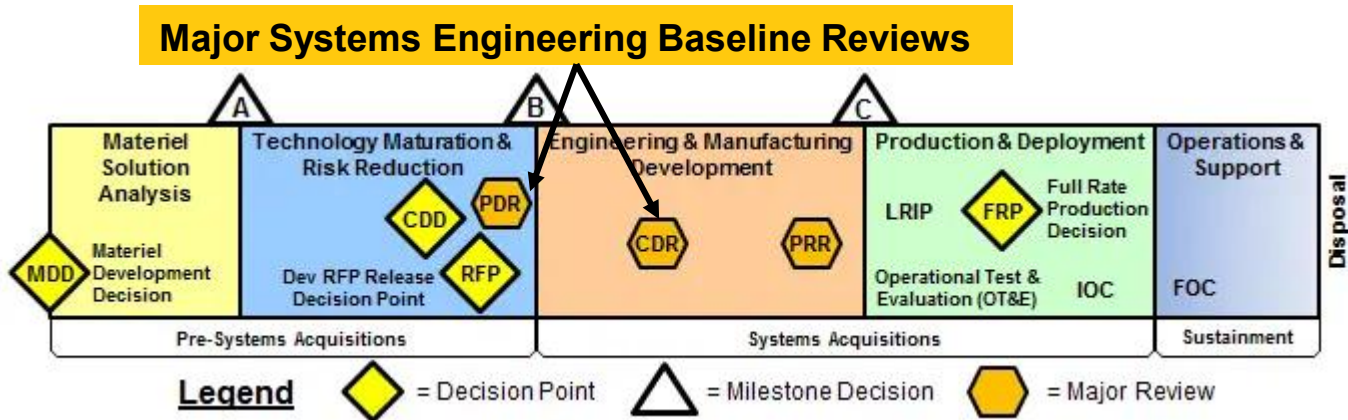 Major Systems Engineering Baseline Reviews
A
B
C
Materiel
Solution
Analysis
Technology Maturation &
Risk Reduction
Engineering & Manufacturing
Development
Production & Deployment
Operations &
Support
MDD
Materiel
Development
Decision
CDD
PDR
Dev RFP Release
Decision Point
RFP
CDR
PRR
LRIP
FRP
Full Rate
Production
Decision
Operational Test &
Evaluation (OT&E)
IOC
FOC
Disposal
Pre-Systems Acquisitions
Systems Acquisitions
Sustainment
Legend
= Decision Point
= Milestone Decision
= Major Review